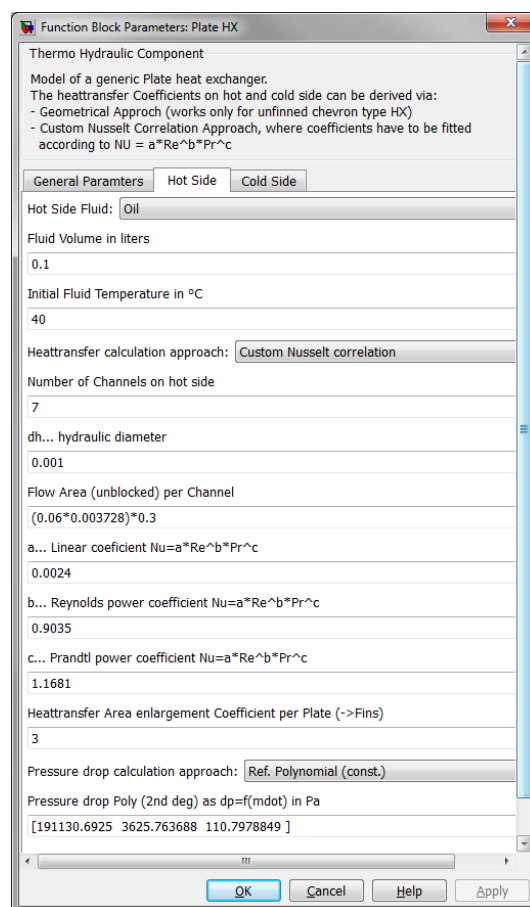 Function Block Parameters: Plate HX
Thermo Hydraulic Component
Model of a generic Plate heat exchanger.
The heattransfer Coefficients on hot and cold side can be derived via:
- Geometrical Approch (works only for unfinned chevron type HX)
- Custom Nusselt Correlation Approach, where coefficients have to be fitted
according to NU = a*Re^b*Pr^c
General Paramters Hot Side Cold Side
Hot Side Fluid: Oil
Fluid Volume in liters
0.1
Initial Fluid Temperature in ºC
40
Heattransfer calculation approach: Custom Nusselt correlation
Number of Channels on hot side
7
dh... hydraulic diameter
0.001
Flow Area (unblocked) per Channel
(0.06*0.003728)*0.3
a... Linear coeficient Nu=a*Re^b*Pr^c
0.0024
b... Reynolds power coefficient Nu=a*Re^b*Pr^c
0.9035
c... Prandtl power coefficient Nu=a*Re^b*Pr^c
1.1681
Heattransfer Area enlargement Coefficient per Plate (->Fins)
3
Pressure drop calculation approach: Ref. Polynomial (const.)
Pressure drop Poly (2nd deg) as dp=f(mdot) in Pa
[191130.6925 3625.763688 110.7978849 ]
OK Cancel Help Apply